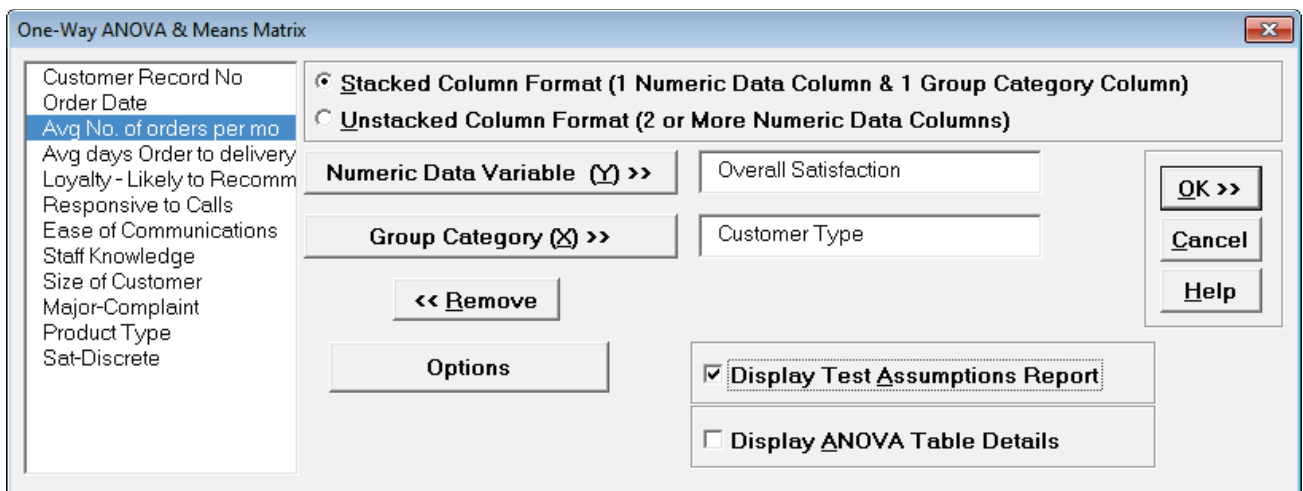 One-Way ANOVA & Means Matrix
Customer Record No
Order Date
Avg No. of orders per mo
Avg days Order to delivery
Loyalty - Likely to Recomm
Responsive to Calls
Ease of Communications
Staff Knowledge
Size of Customer
Major-Complaint
Product Type
Sat-Discrete
Stacked Column Format (1 Numeric Data Column & 1 Group Category Column)
Unstacked Column Format (2 or More Numeric Data Columns)
Numeric Data Variable (Y) >>
Overall Satisfaction
Group Category (X) >>
Customer Type
<< Remove
Options
Display Test Assumptions Report
Display ANOVA Table Details
OK >>
Cancel
Help